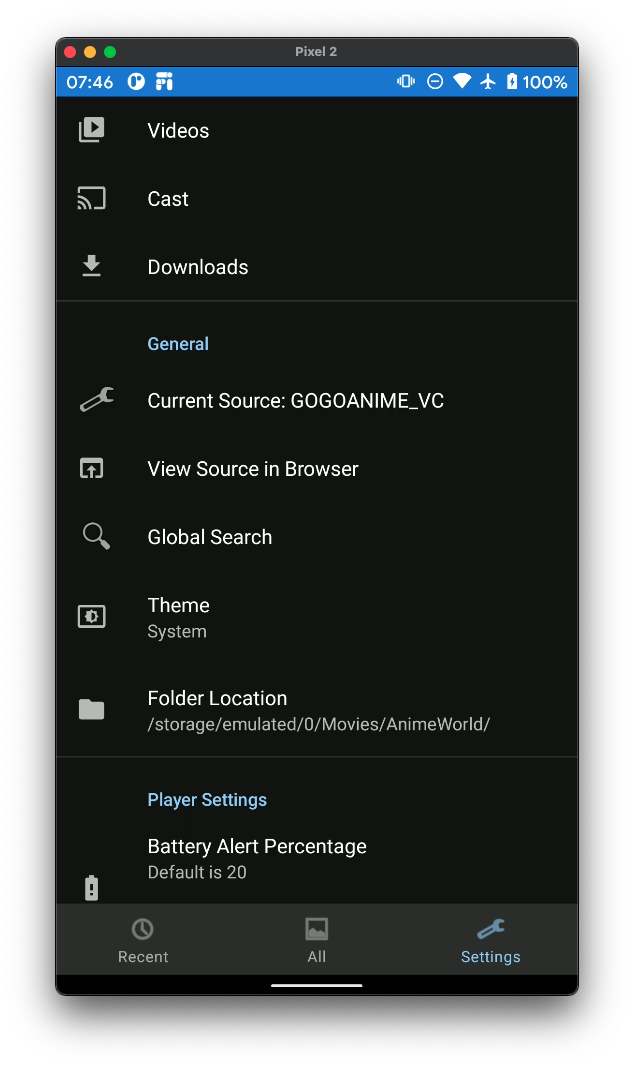 Pixel 2
07:46
100%
Videos
Cast
Downloads
General
Current Source: GOGOANIME_VC
View Source in Browser
Global Search
Theme
System
Folder Location
/storage/emulated/0/Movies/AnimeWorld/
Player Settings
Battery Alert Percentage
Default is 20
Recent
All
Settings